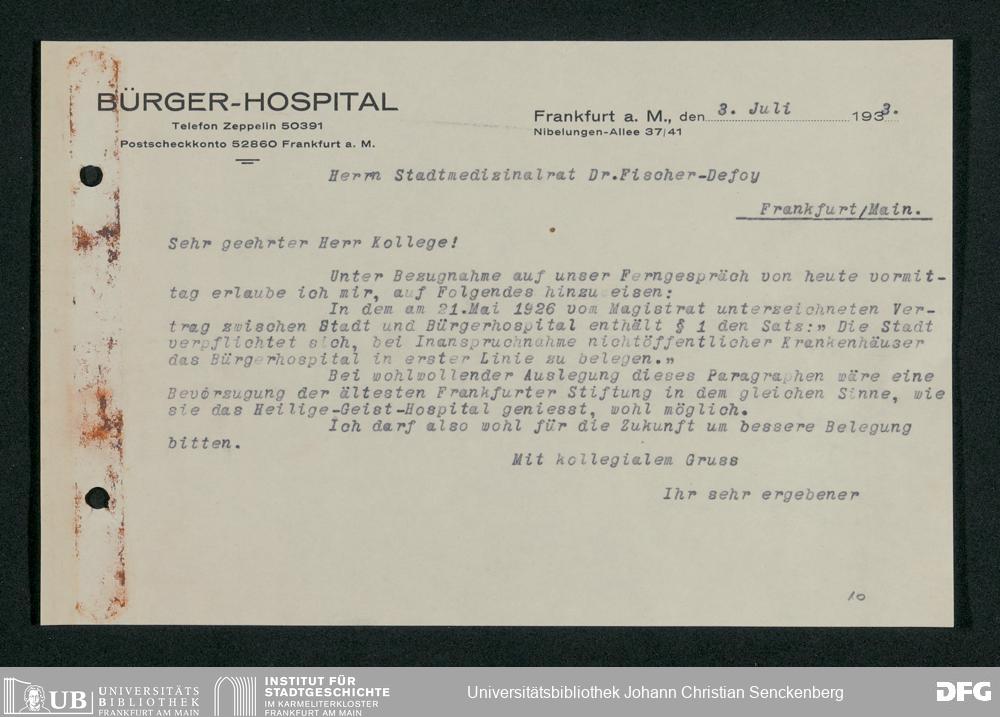 BÜRGER-HOSPITAL
Telefon Zeppelin 50391
Postscheckkonto 52860 Frankfurt a. M.
Frankfurt a. M., den 3. Juli 1933.
Nibelungen-Allee 37/41
Herrn Stadtmedizinalrat Dr.Fischer-Defoy
Frankfurt/Main.
Sehr geehrter Herr Kollege!
Unter Bezugnahme auf unser Ferngespräch von heute vormit-
tag erlaube ich mir, auf Folgendes hinzu eisen:
In dem am 21.Mai 1926 vom Magistrat unterzeichneten Ver-
trag zwischen Stadt und Bürgerhospital enthält § 1 den Satz:„ Die Stadt
verpflichtet sich, bei Inanspruchnahme nichtöffentlicher Krankenhäuser
das Bürgerhospital in erster Linie zu belegen.„
Bei wohlwollender Auslegung dieses Paragraphen wäre eine
Bevorzugung der ältesten Frankfurter Stiftung in dem gleichen Sinne, wie
sie das Heilige-Geist-Hospital geniesst, wohl möglich.
Ich darf also wohl für die Zukunft um bessere Belegung
bitten.
Mit kollegialem Gruss
Ihr sehr ergebener
10
UB UNIVERSITÄTS
BIBLIOTHEK
FRANKFURT AM MAIN
INSTITUT FÜR
STADTGESCHICHTE
IM KARMELITERKLOSTER
FRANKFURT AM MAIN
Universitätsbibliothek Johann Christian Senckenberg
DFG